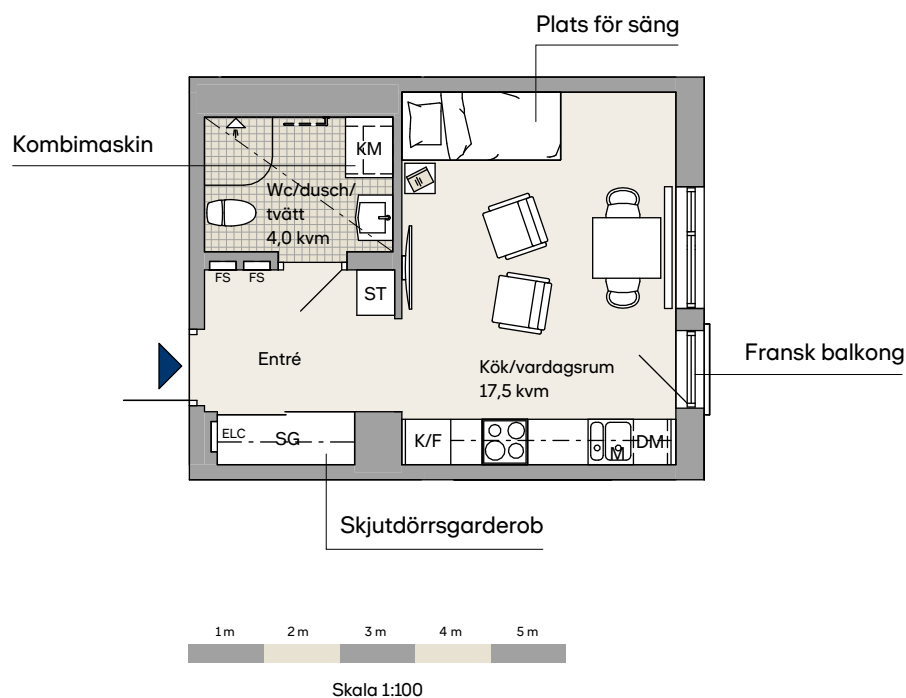 Plats för säng
Kombimaskin
KM
Wc/dusch/
tvätt
4,0 kvm
FS FS
ST
Entré
Kök/vardagsrum
17,5 kvm
Fransk balkong
ELC
SG
K/F
M
DM
Skjutdörrsgarderob
1 m 2 m 3 m 4 m 5 m
Skala 1:100